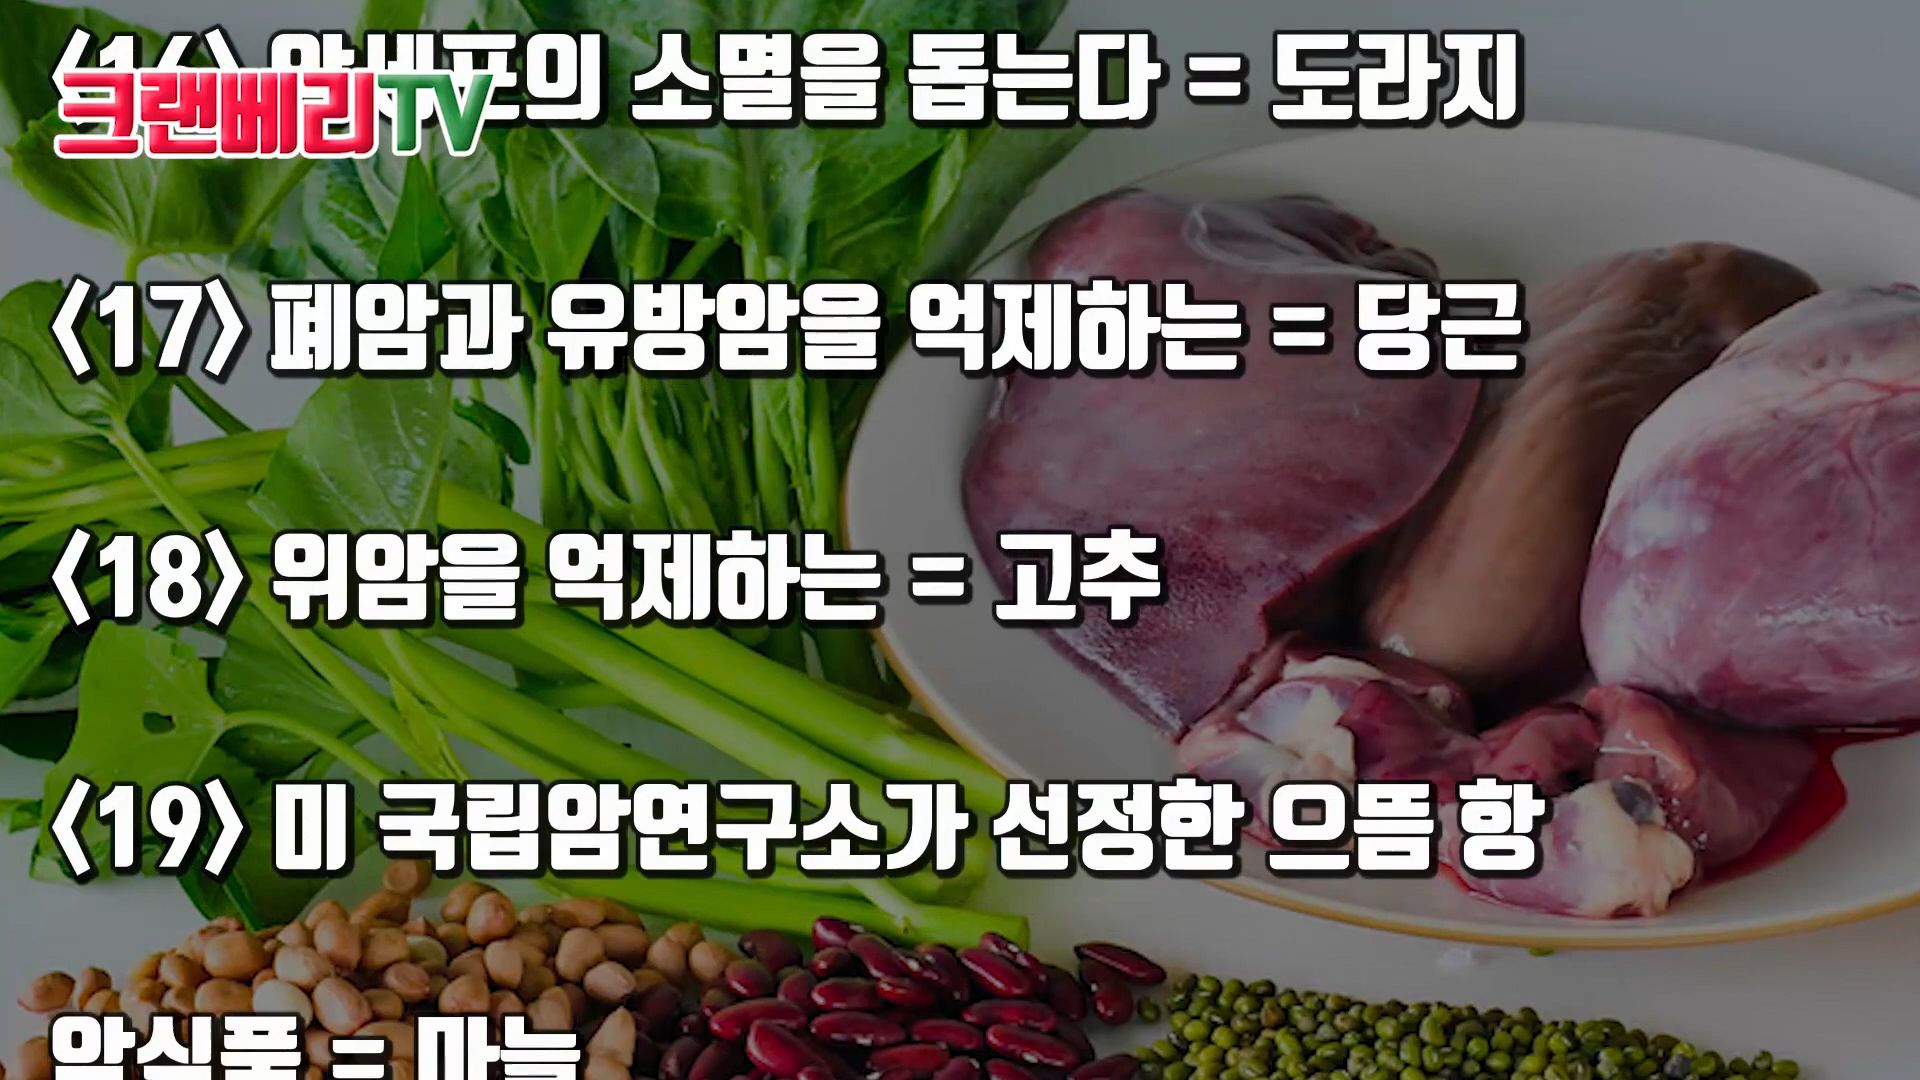 <16> 암세포의 소멸을 돕는다 = 도라지
크랜베리TV
<17> 폐암과 유방암을 억제하는 = 당근
<18> 위암을 억제하는 = 고추
<19> 미 국립암연구소가 선정한 으뜸 항
암식품 = 마늘